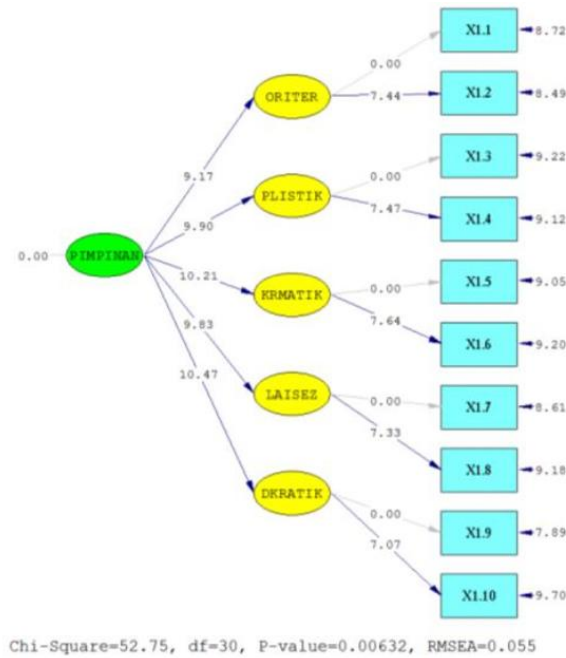 X1.1
8.72
0.00
ORITER
7.44
X1.2
8.49
9.17
0.00
X1.3
9.22
PLISTIK
7.47
X1.4
9.12
9.90
0.00
PIMPINAN
10.21
KRMATIK
0.00
X1.5
9.05
7.64
X1.6
9.20
9.83
LAISEZ
0.00
X1.7
8.61
7.33
X1.8
9.18
10.47
DKRATIK
0.00
X1.9
7.89
7.07
X1.10
9.70
Chi-Square=52.75, df=30, P-value=0.00632, RMSEA=0.055